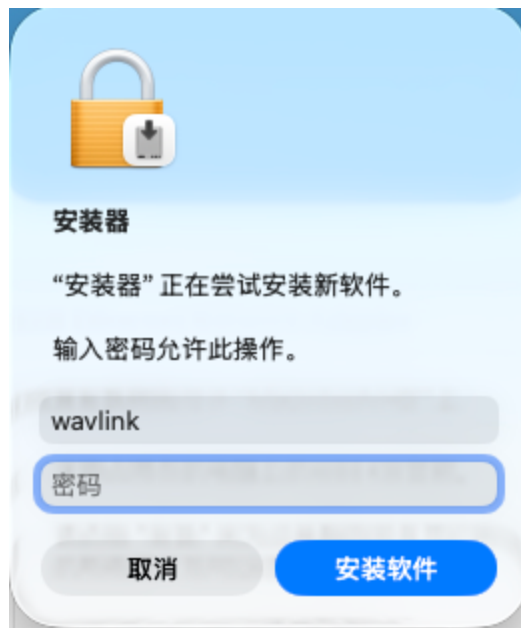 安装器
“安装器” 正在尝试安装新软件。
输入密码允许此操作。
wavlink
密码
取消
安装软件